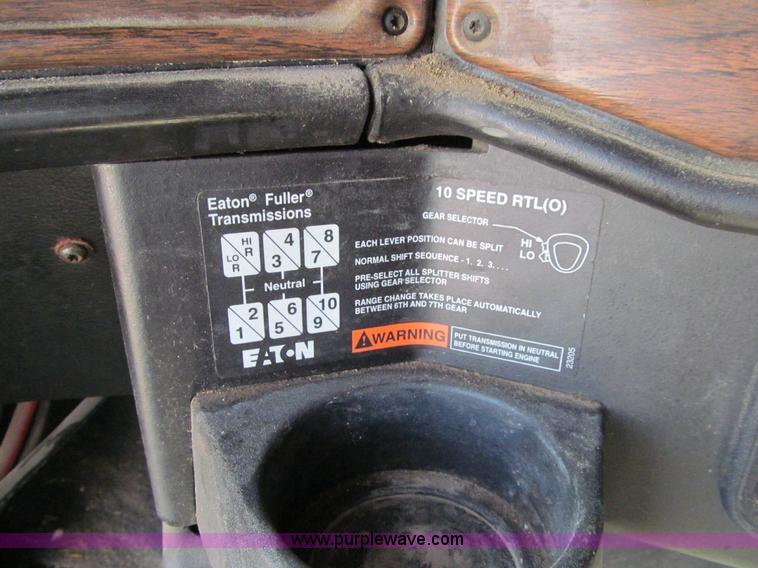 Eaton® Fuller®
Transmissions
10 SPEED RTL(O)
GEAR SELECTOR
HI
LO
EACH LEVER POSITION CAN BE SPLIT
NORMAL SHIFT SEQUENCE - 1, 2, 3, . . .
PRE-SELECT ALL SPLITTER SHIFTS
USING GEAR SELECTOR
RANGE CHANGE TAKES PLACE AUTOMATICALLY
BETWEEN 6TH AND 7TH GEAR
HI R 4 8
LO R 3 7
Neutral
2 6 10
1 5 9
EATON
WARNING
PUT TRANSMISSION IN NEUTRAL
BEFORE STARTING ENGINE
23205
www.purplewave.com